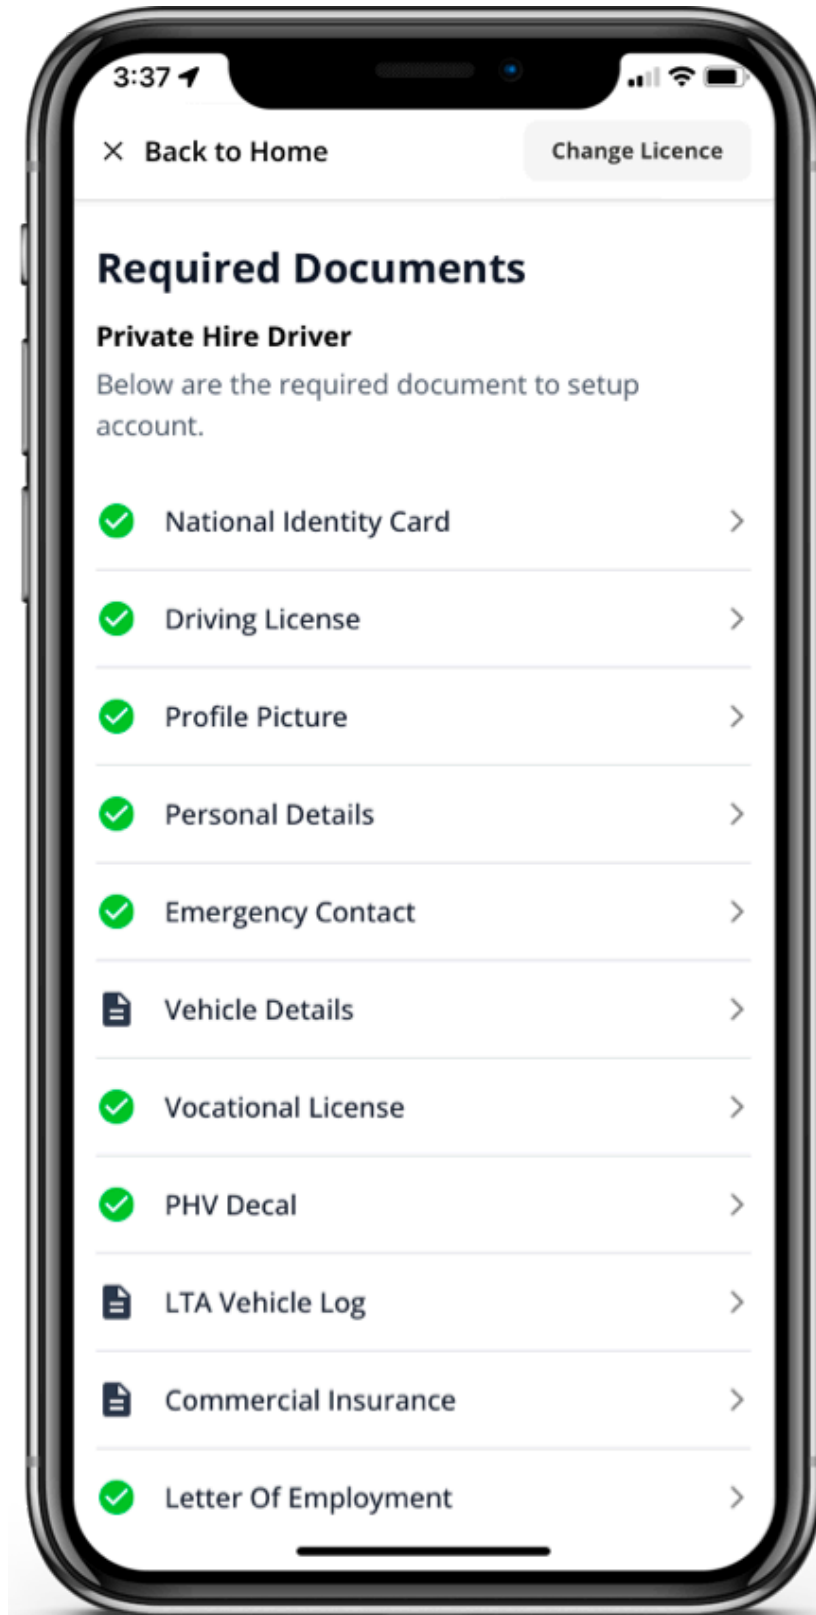 3:37
Back to Home
Change Licence
Required Documents
Private Hire Driver
Below are the required document to setup
account.
National Identity Card
Driving License
Profile Picture
Personal Details
Emergency Contact
Vehicle Details
Vocational License
PHV Decal
LTA Vehicle Log
Commercial Insurance
Letter Of Employment